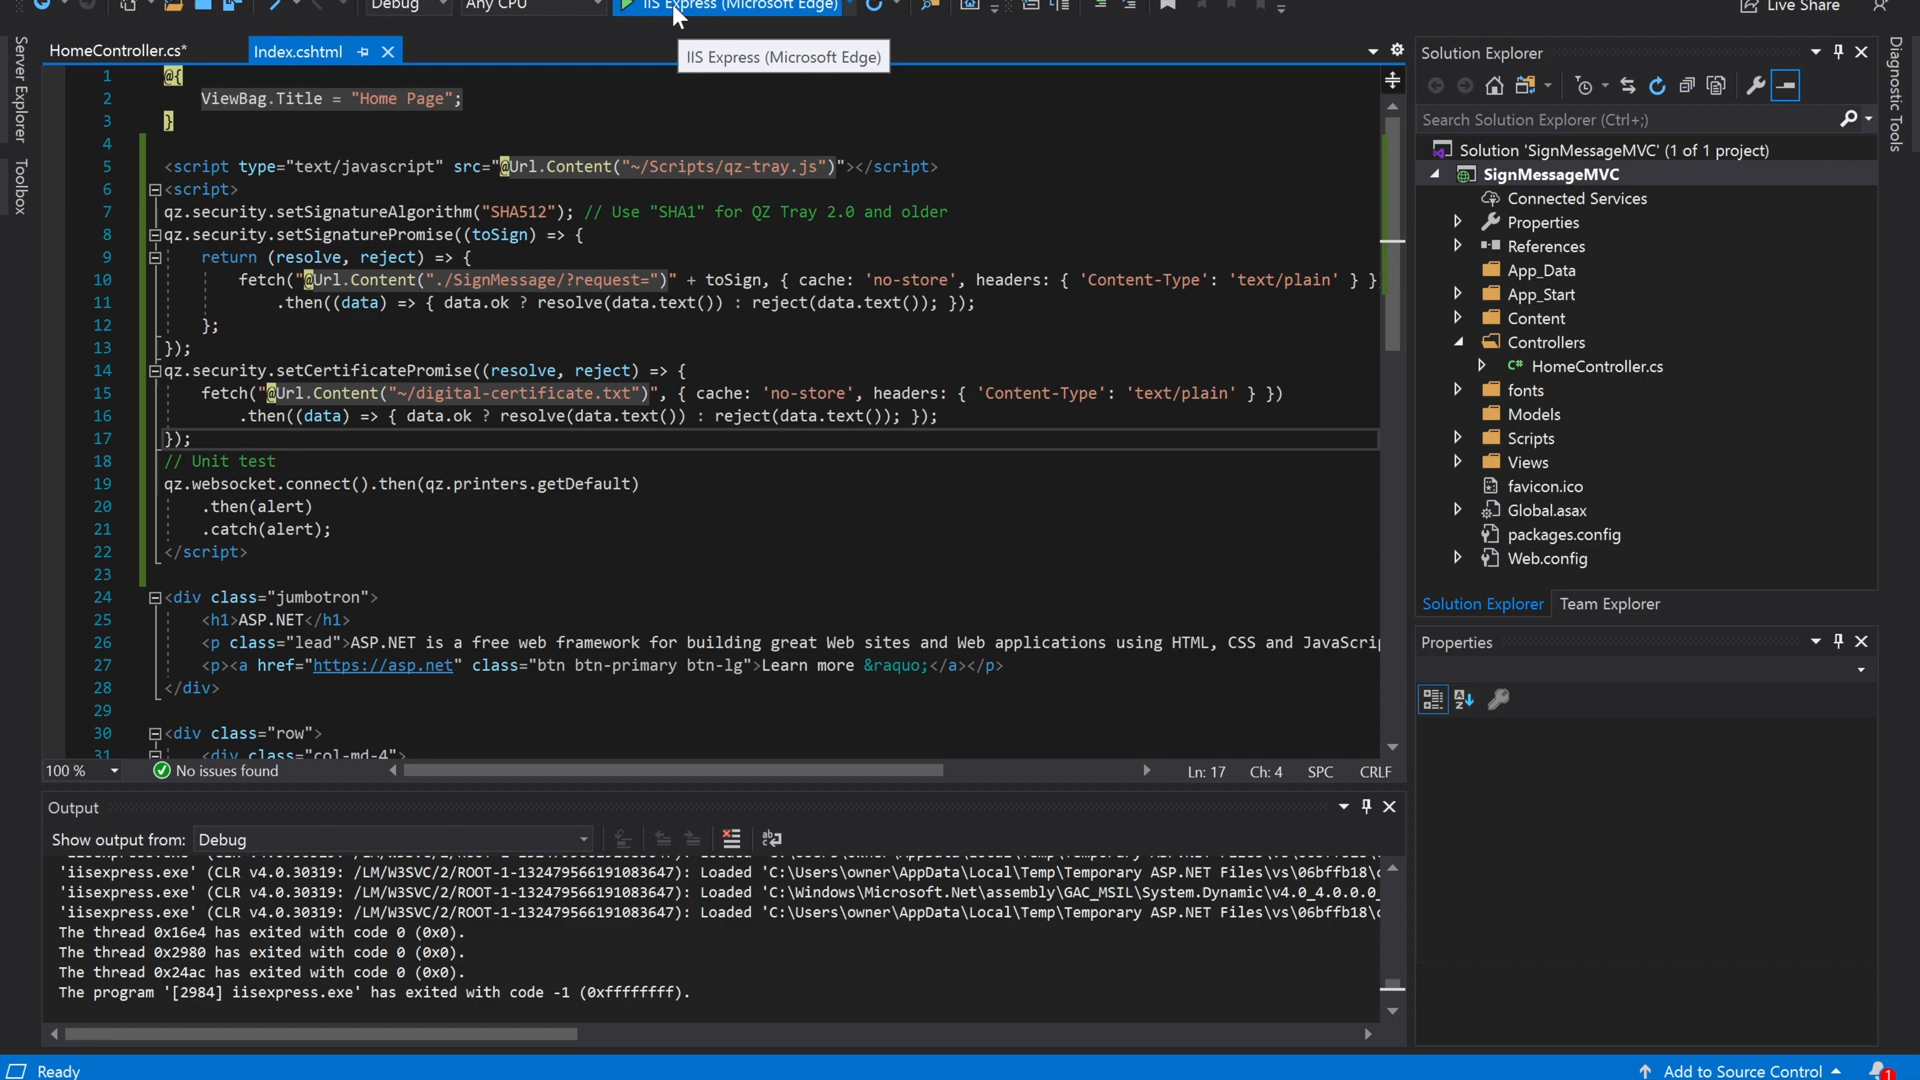 Debug
Any CPU
IIS Express (Microsoft Edge)
Live Share
IIS Express (Microsoft Edge)
Server Explorer
Toolbox
HomeController.cs*
Index.cshtml
1 @{
2 ViewBag.Title = "Home Page";
3 }
4
5 <script type="text/javascript" src="@Url.Content("~/Scripts/qz-tray.js")"></script>
6 <script>
7 qz.security.setSignatureAlgorithm("SHA512"); // Use "SHA1" for QZ Tray 2.0 and older
8 qz.security.setSignaturePromise((toSign) => {
9 return (resolve, reject) => {
10 fetch("@Url.Content("./SignMessage/?request=")" + toSign, { cache: 'no-store', headers: { 'Content-Type': 'text/plain' } }
11 .then((data) => { data.ok ? resolve(data.text()) : reject(data.text()); });
12 };
13 });
14 qz.security.setCertificatePromise((resolve, reject) => {
15 fetch("@Url.Content("~/digital-certificate.txt")", { cache: 'no-store', headers: { 'Content-Type': 'text/plain' } })
16 .then((data) => { data.ok ? resolve(data.text()) : reject(data.text()); });
17 });
18 // Unit test
19 qz.websocket.connect().then(qz.printers.getDefault)
20 .then(alert)
21 .catch(alert);
22 </script>
23
24 <div class="jumbotron">
25 <h1>ASP.NET</h1>
26 <p class="lead">ASP.NET is a free web framework for building great Web sites and Web applications using HTML, CSS and JavaScrip
27 <p><a href="https://asp.net" class="btn btn-primary btn-lg">Learn more &raquo;</a></p>
28 </div>
29
30 <div class="row">
31 <div class="col-md-4">
100 %
No issues found
Ln: 17
Ch: 4
SPC
CRLF
Output
Show output from:
Debug
'iisexpress.exe' (CLR v4.0.30319: /LM/W3SVC/2/ROOT-1-132479566191083647): Loaded 'C:\Users\owner\AppData\Local\Temp\Temporary ASP.NET Files\vs\06bffb18\c
'iisexpress.exe' (CLR v4.0.30319: /LM/W3SVC/2/ROOT-1-132479566191083647): Loaded 'C:\Windows\Microsoft.Net\assembly\GAC_MSIL\System.Dynamic\v4.0_4.0.0.0_
'iisexpress.exe' (CLR v4.0.30319: /LM/W3SVC/2/ROOT-1-132479566191083647): Loaded 'C:\Users\owner\AppData\Local\Temp\Temporary ASP.NET Files\vs\06bffb18\c
The thread 0x16e4 has exited with code 0 (0x0).
The thread 0x2980 has exited with code 0 (0x0).
The thread 0x24ac has exited with code 0 (0x0).
The program '[2984] iisexpress.exe' has exited with code -1 (0xffffffff).
Solution Explorer
Search Solution Explorer (Ctrl+;)
Solution 'SignMessageMVC' (1 of 1 project)
SignMessageMVC
Connected Services
Properties
References
App_Data
App_Start
Content
Controllers
C# HomeController.cs
fonts
Models
Scripts
Views
favicon.ico
Global.asax
packages.config
Web.config
Solution Explorer
Team Explorer
Properties
Diagnostic Tools
Ready
Add to Source Control
1